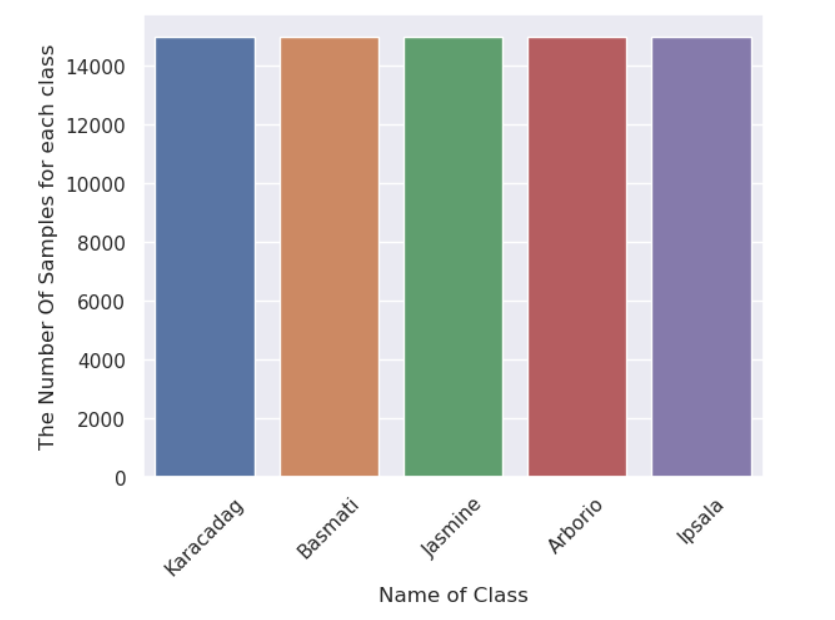 The Number Of Samples for each class
14000
12000
10000
8000
6000
4000
2000
0
Karacadag
Basmati
Jasmine
Arborio
Ipsala
Name of Class